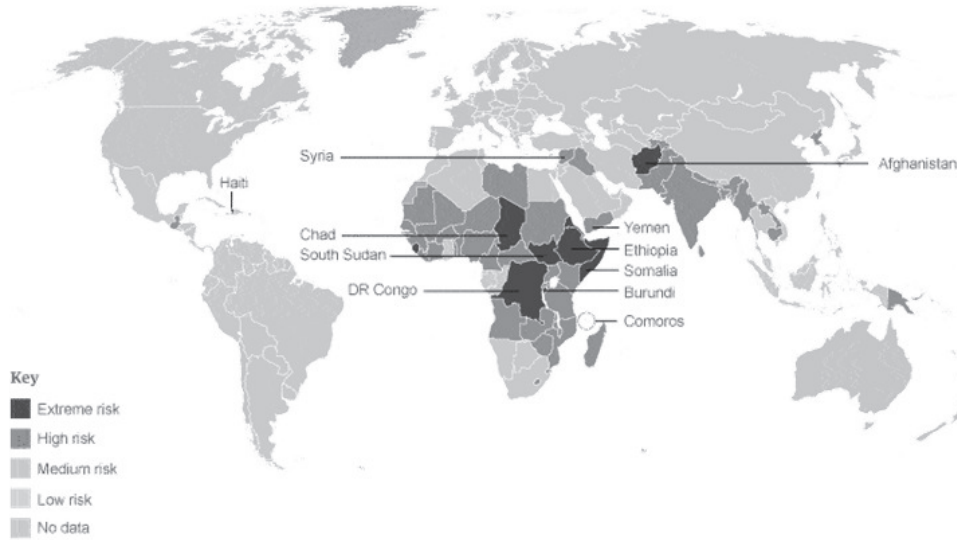 Syria
Afghanistan
Haiti
Chad
Yemen
South Sudan
Ethiopia
Somalia
DR Congo
Burundi
Comoros
Key
Extreme risk
High risk
Medium risk
Low risk
No data